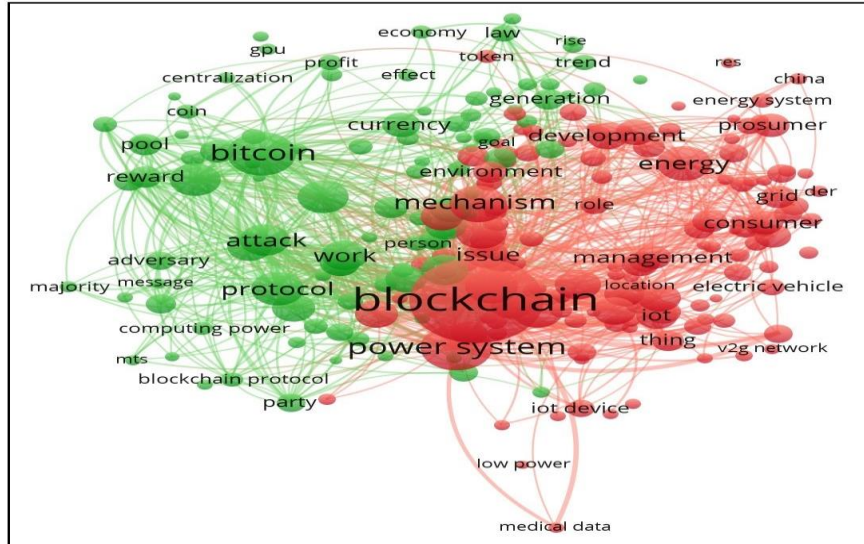 economy
law
rise
gpu
profit
token
trend
res
centralization
effect
china
coin
generation
energy system
currency
development
prosumer
pool
goal
bitcoin
energy
reward
environment
mechanism
role
grid
der
consumer
attack
person
work
issue
management
adversary
majority
message
protocol
location
electric vehicle
blockchain
iot
computing power
power system
thing
v2g network
mts
blockchain protocol
party
iot device
low power
medical data